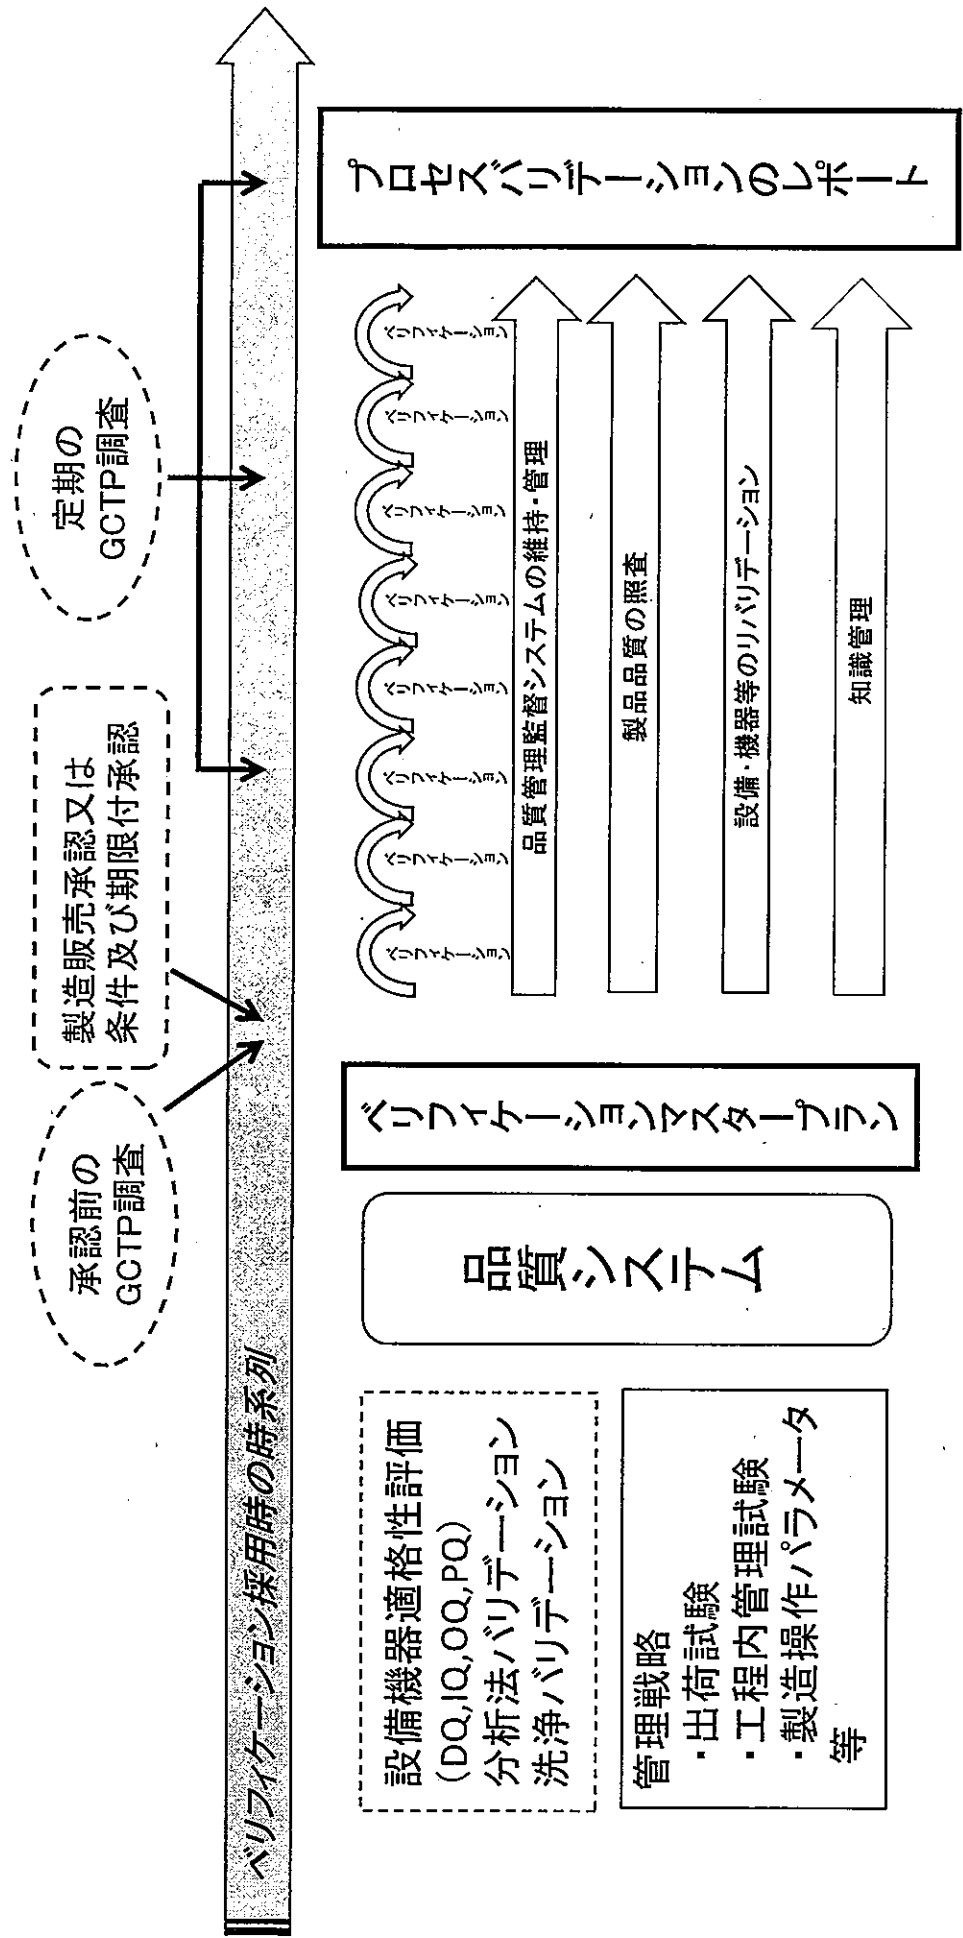 承認前の
GCTP調査
製造販売承認又は
条件及び期限付承認
定期の
GCTP調査
ベリフィケーション採用時の時系列
設備機器適格性評価
(DQ,IQ,OQ,PQ)
分析法バリデーション
洗浄バリデーション
管理戦略
・出荷試験
・工程内管理試験
・製造操作パラメータ
等
品質システム
ベリフィケーションマスタープラン
ベリフィケーション
ベリフィケーション
ベリフィケーション
ベリフィケーション
ベリフィケーション
ベリフィケーション
ベリフィケーション
ベリフィケーション
品質管理監督システムの維持・管理
製品品質の照査
設備・機器等のリバリデーション
知識管理
プロセスバリデーションのレポート